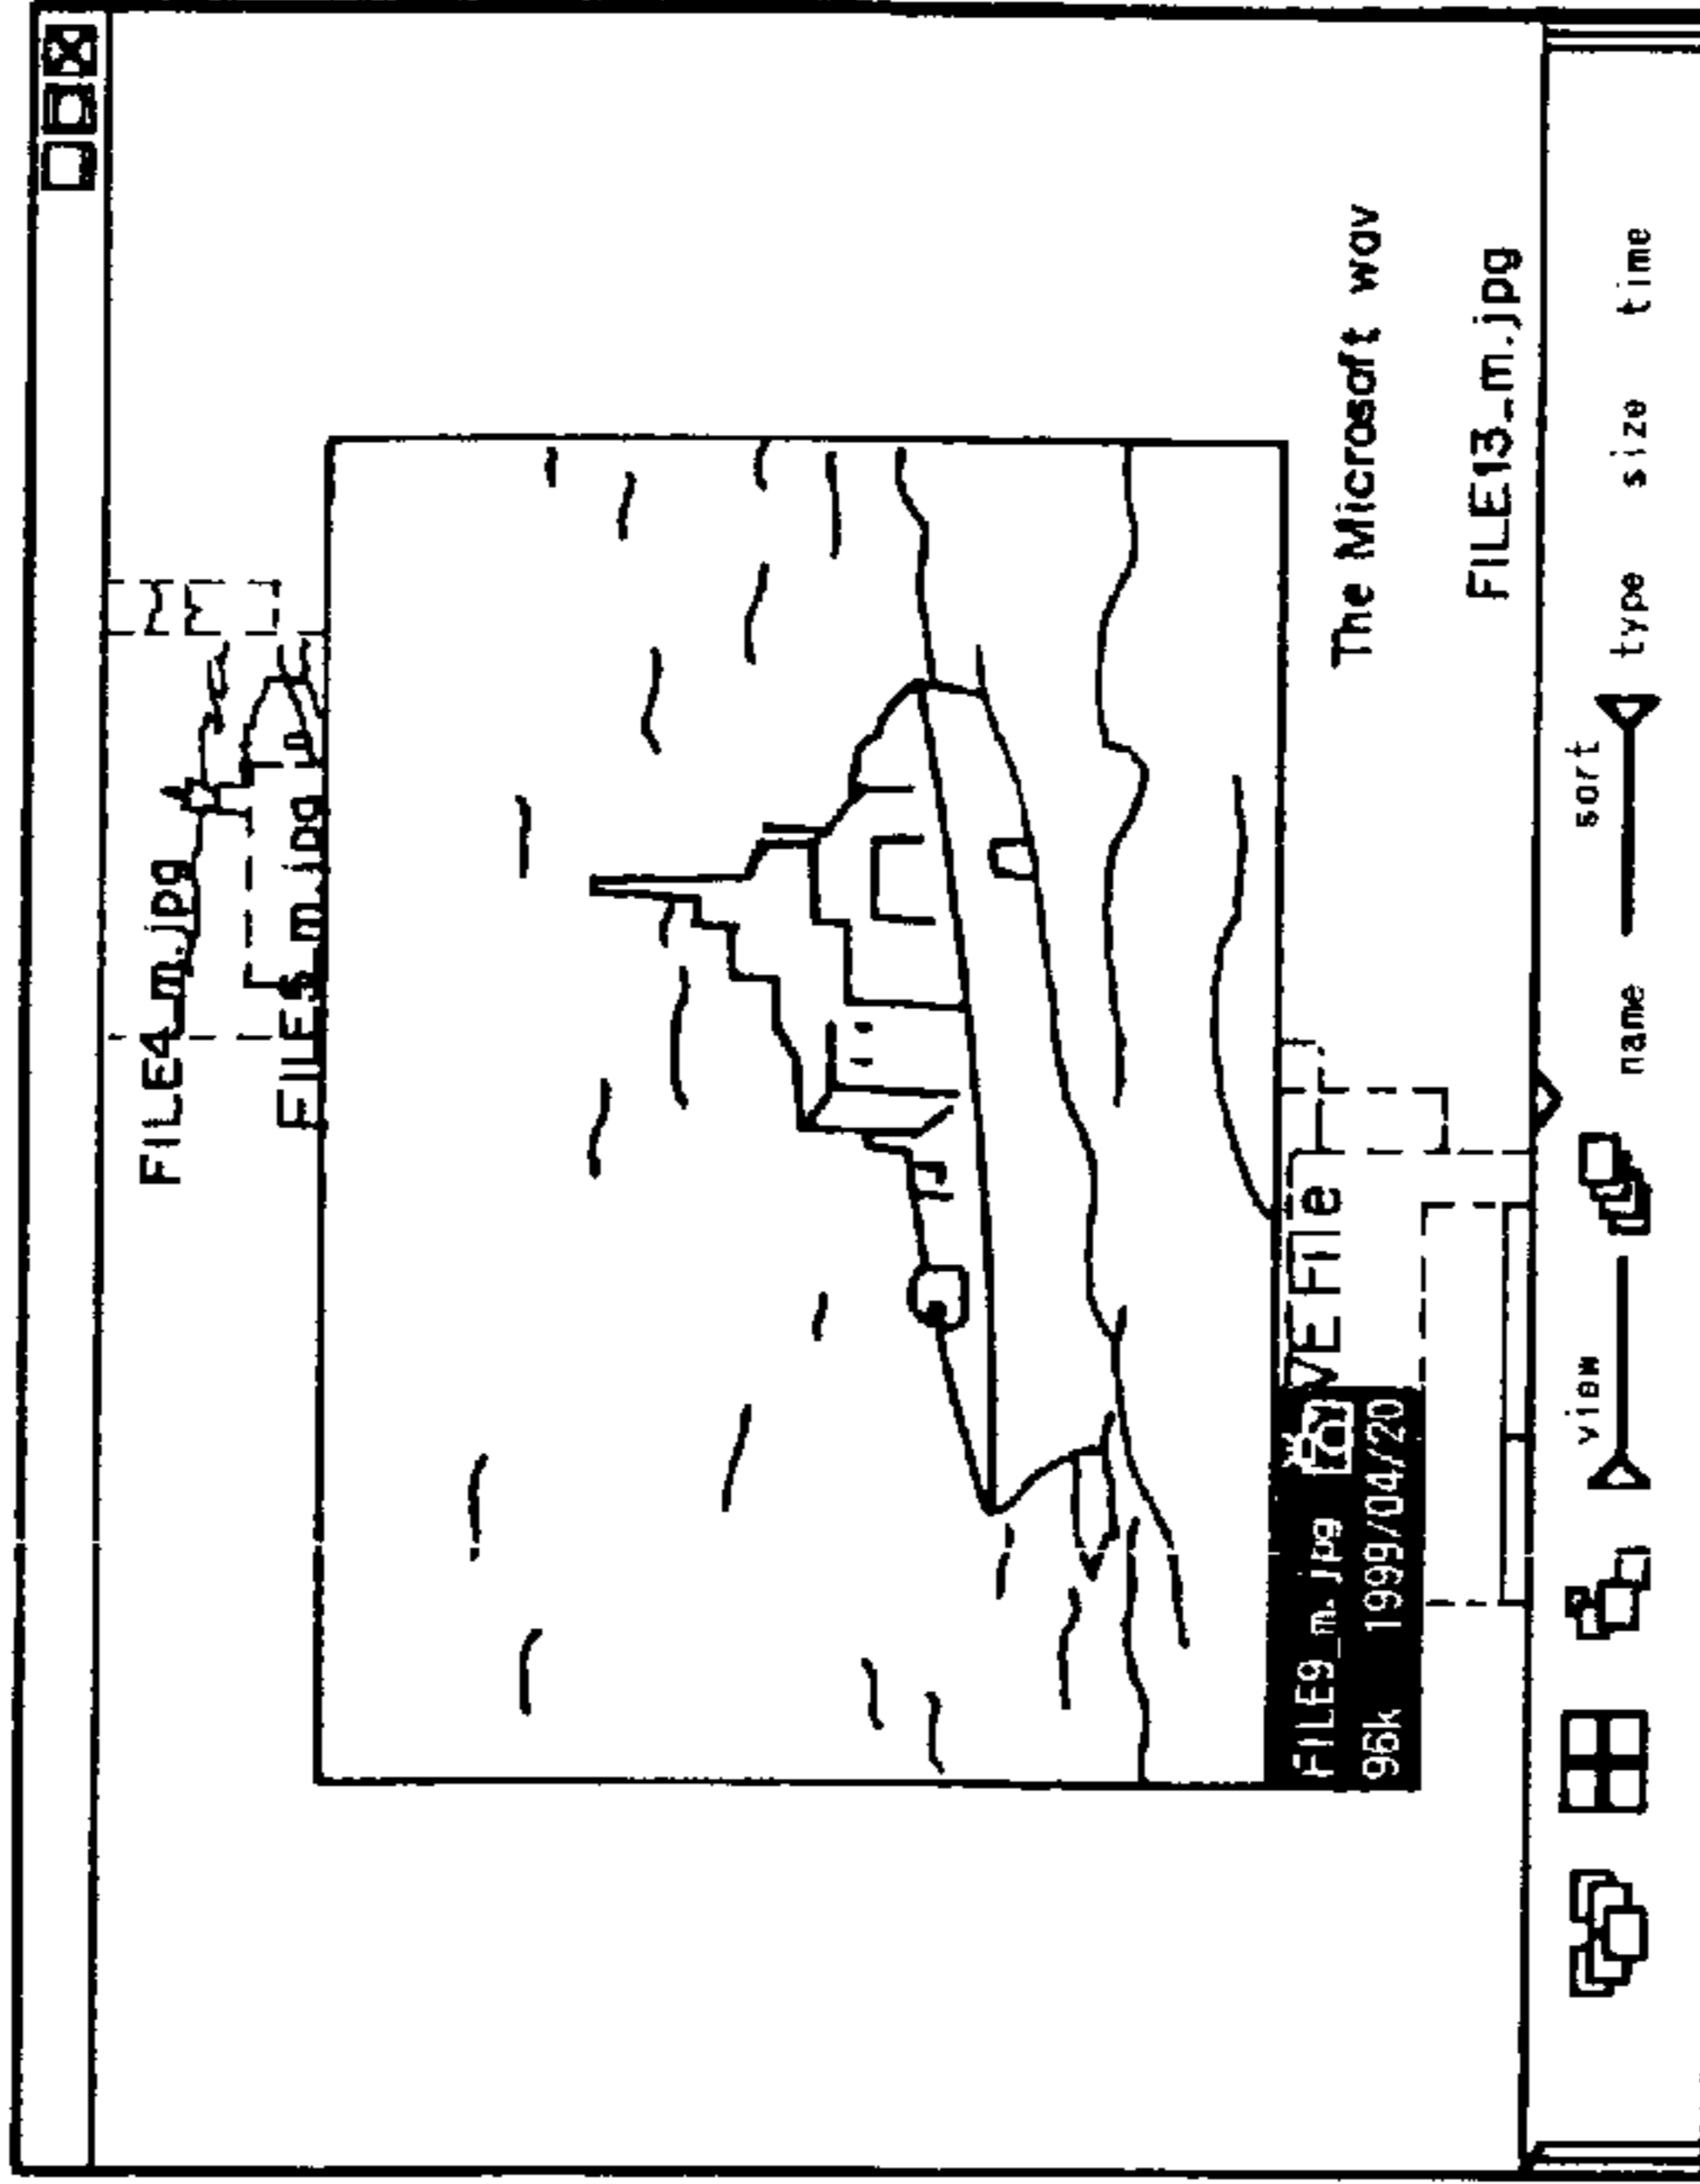 FILE4_m.jpg
FILE5_m.jpg
FILE9_m.jpg
96k 1999/04/20
The Microsoft wav
FILE13_m.jpg
view
sort
name type size time